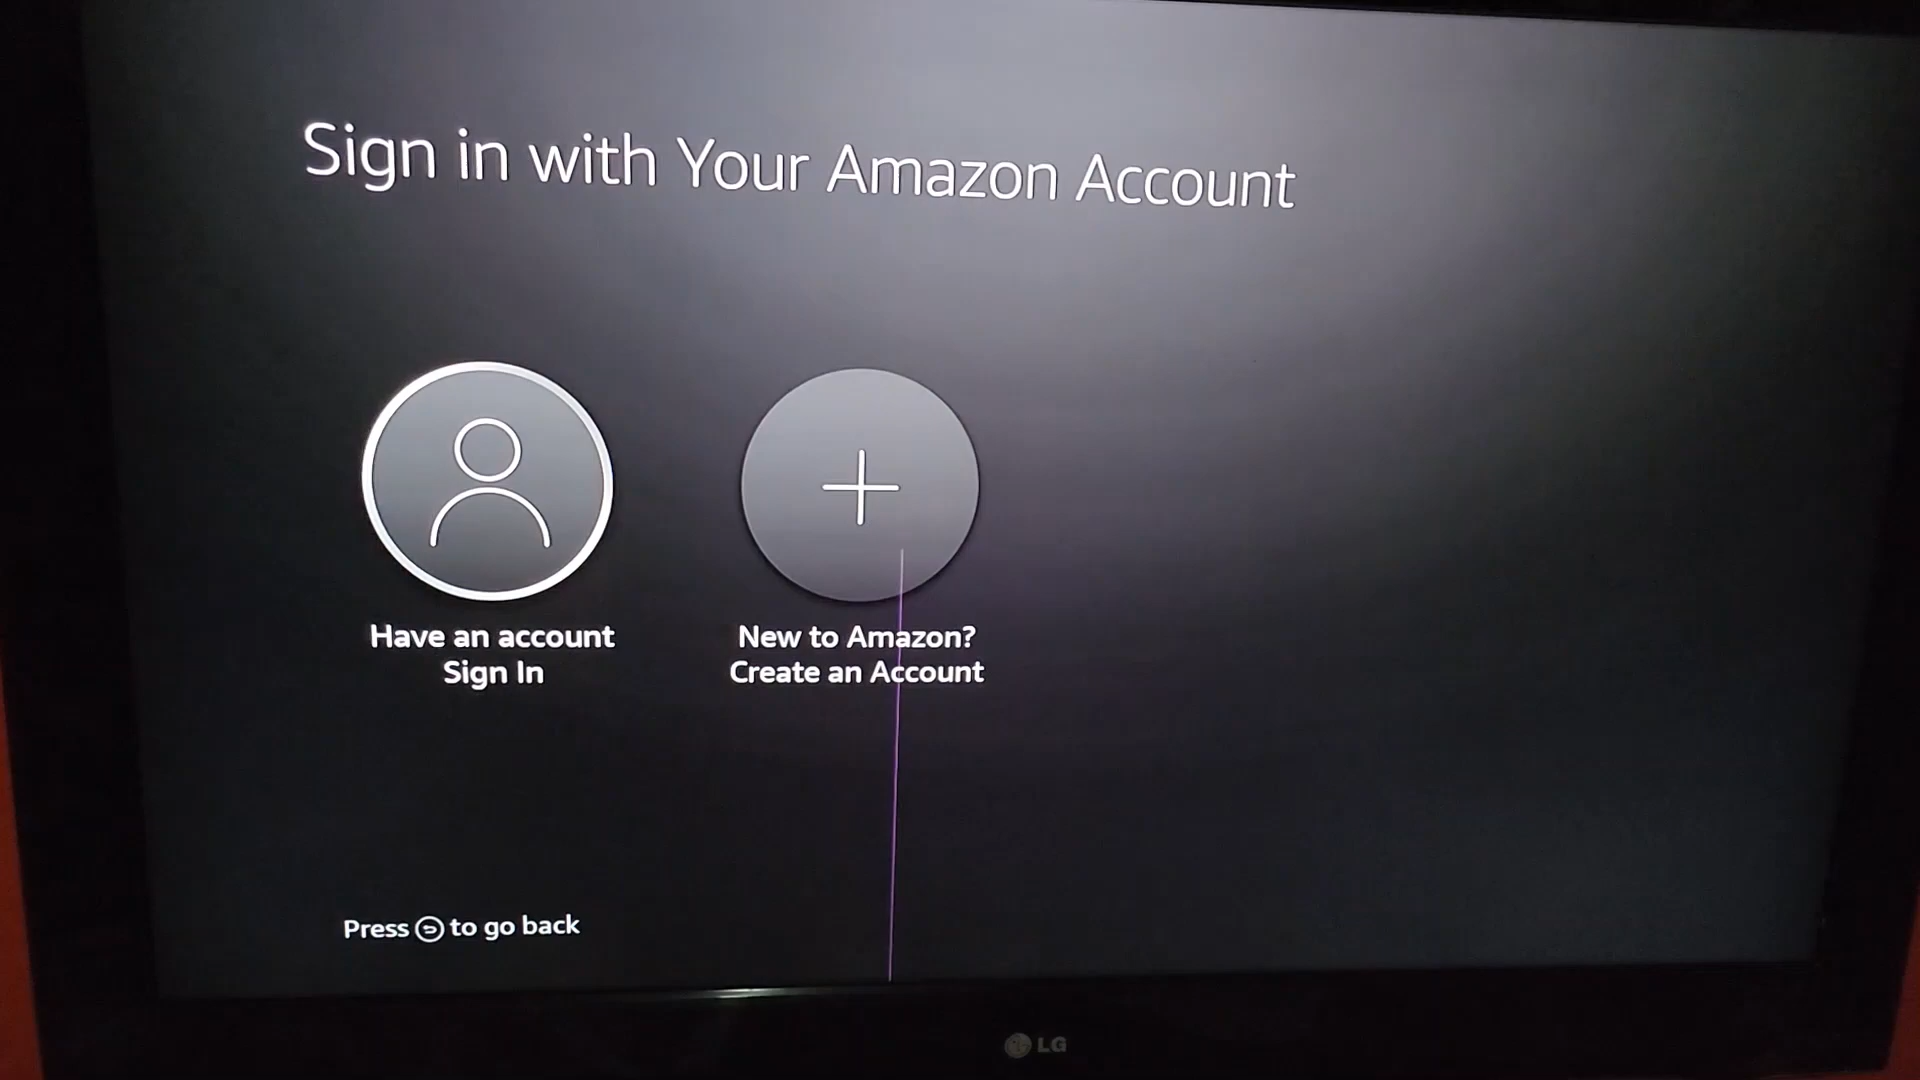 Sign in with Your Amazon Account
Have an account
Sign In
New to Amazon?
Create an Account
Press to go back
LG